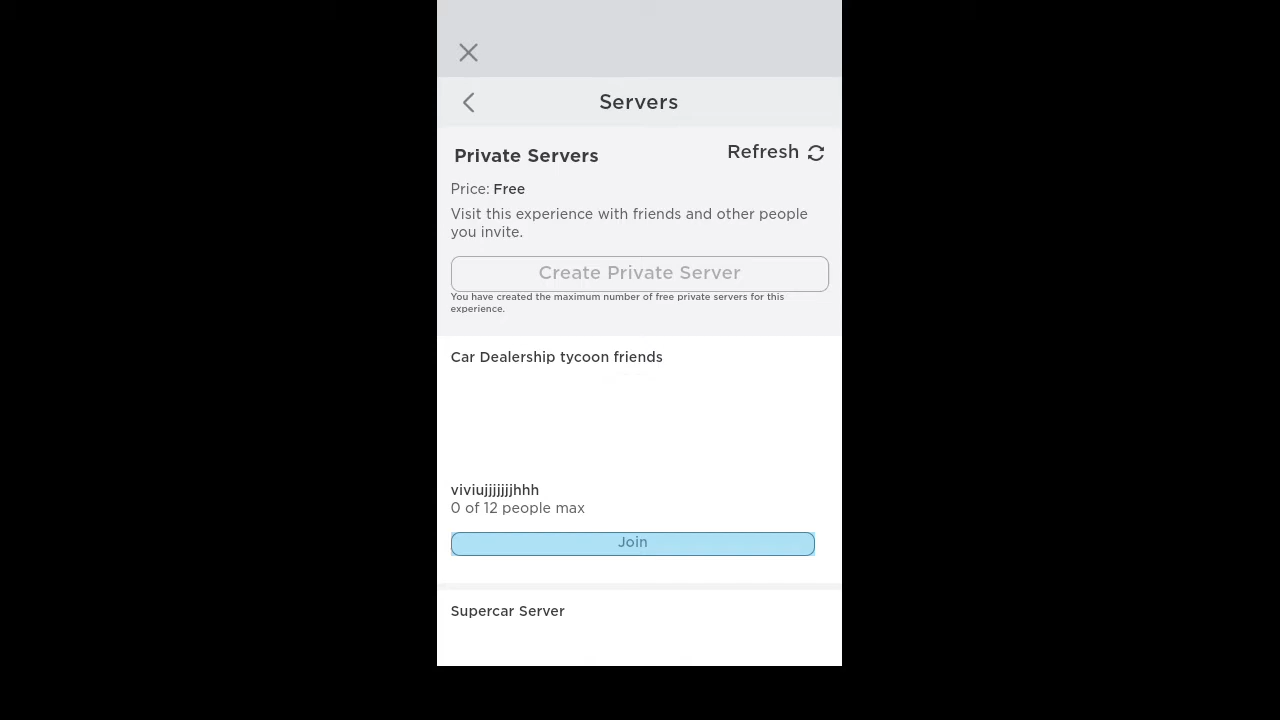 Servers
Private Servers
Refresh
Price: Free
Visit this experience with friends and other people
you invite.
Create Private Server
You have created the maximum number of free private servers for this
experience.
Car Dealership tycoon friends
viviujjjjjjjhhh
0 of 12 people max
Join
Supercar Server